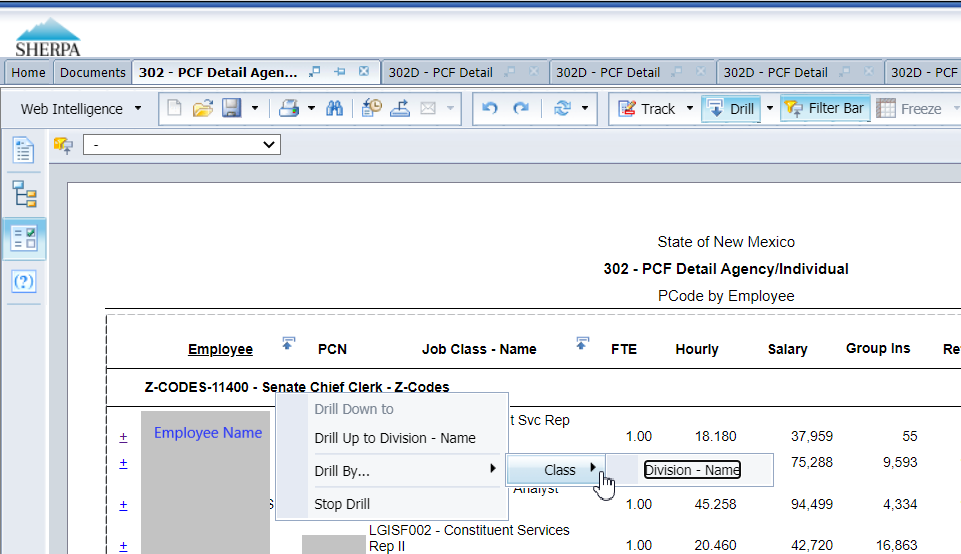 SHERPA
Home Documents 302 - PCF Detail Agen... 302D - PCF Detail 302D - PCF Detail 302D - PCF Detail 302D - PCF
Web Intelligence Track Drill Filter Bar Freeze
-
State of New Mexico
302 - PCF Detail Agency/Individual
PCode by Employee
Employee PCN Job Class - Name FTE Hourly Salary Group Ins Re
Z-CODES-11400 - Senate Chief Clerk - Z-Codes
Drill Down to
t Svc Rep
+ Employee Name Drill Up to Division - Name 1.00 18.180 37,959 55
+ Drill By... Class Division - Name 75,288 9,593
Analyst
+ S Stop Drill 1.00 45.258 94,499 4,334
LGISF002 - Constituent Services
+ Rep II 1.00 20.460 42,720 16,863